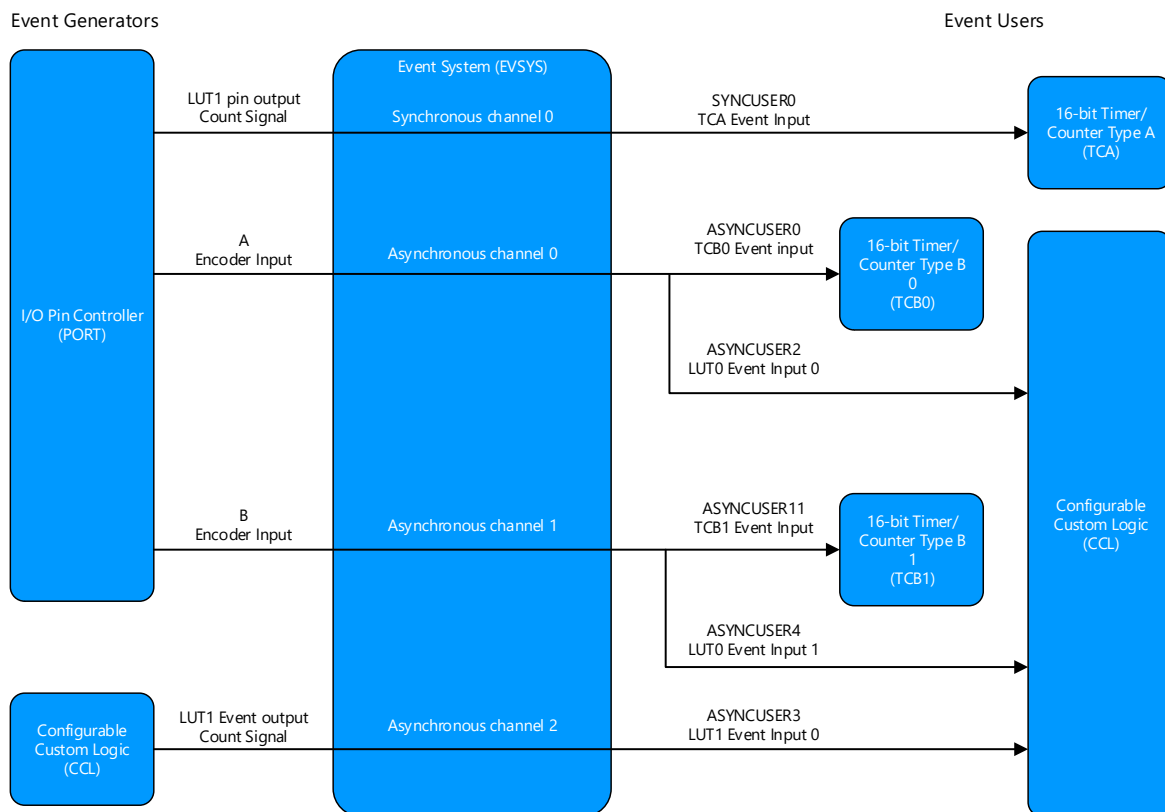 Event Generators
Event Users
Event System (EVSYS)
LUT1 pin output
Count Signal
Synchronous channel 0
SYNCUSER0
TCA Event Input
16-bit Timer/
Counter Type A
(TCA)
A
Encoder Input
Asynchronous channel 0
ASYNCUSER0
TCB0 Event input
16-bit Timer/
Counter Type B
0
(TCB0)
I/O Pin Controller
(PORT)
ASYNCUSER2
LUT0 Event Input 0
B
Encoder Input
Asynchronous channel 1
ASYNCUSER11
TCB1 Event Input
16-bit Timer/
Counter Type B
1
(TCB1)
Configurable
Custom Logic
(CCL)
ASYNCUSER4
LUT0 Event Input 1
Configurable
Custom Logic
(CCL)
LUT1 Event output
Count Signal
Asynchronous channel 2
ASYNCUSER3
LUT1 Event Input 0